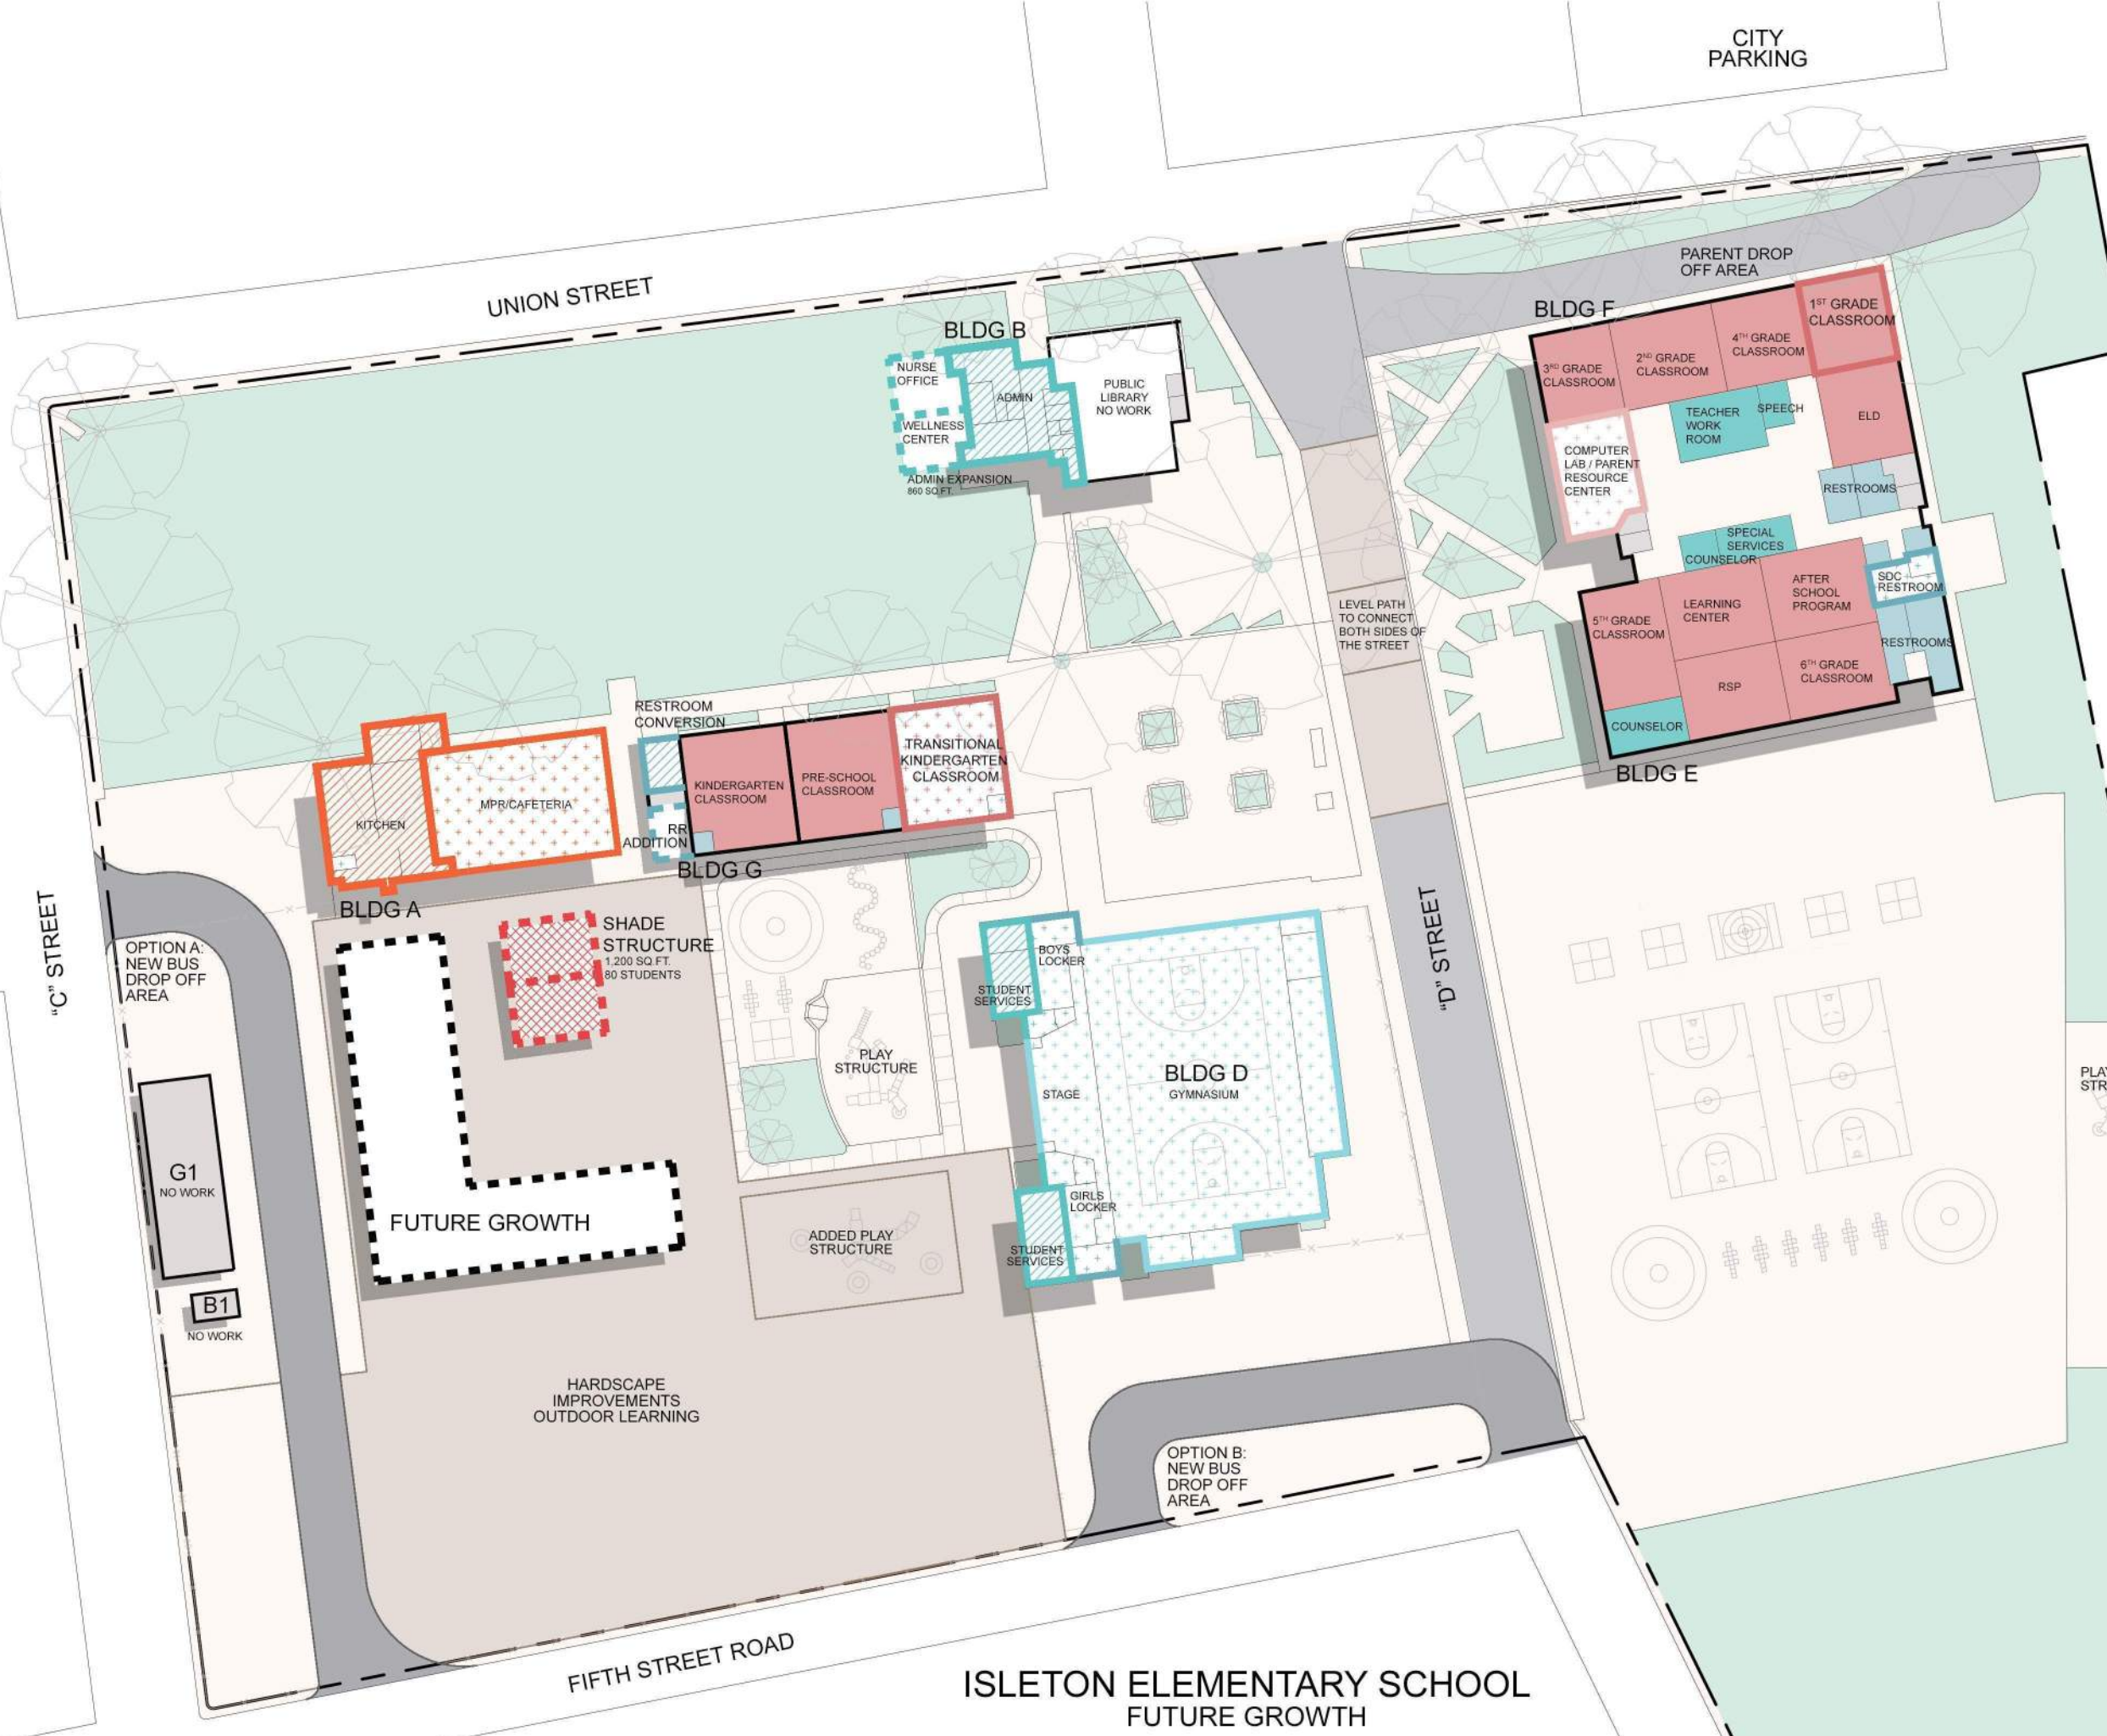 CITY
PARKING
UNION STREET
PARENT DROP
OFF AREA
BLDG F
1ST GRADE
CLASSROOM
4TH GRADE
CLASSROOM
2ND GRADE
CLASSROOM
3RD GRADE
CLASSROOM
TEACHER
WORK
ROOM
SPEECH
ELD
COMPUTER
LAB / PARENT
RESOURCE
CENTER
RESTROOMS
SPECIAL
SERVICES
COUNSELOR
AFTER
SCHOOL
PROGRAM
SDC
RESTROOM
LEARNING
CENTER
5TH GRADE
CLASSROOM
RESTROOMS
6TH GRADE
CLASSROOM
RSP
COUNSELOR
BLDG E
BLDG B
NURSE
OFFICE
ADMIN
PUBLIC
LIBRARY
NO WORK
WELLNESS
CENTER
ADMIN EXPANSION
860 SQ.FT.
LEVEL PATH
TO CONNECT
BOTH SIDES OF
THE STREET
RESTROOM
CONVERSION
TRANSITIONAL
KINDERGARTEN
CLASSROOM
KINDERGARTEN
CLASSROOM
PRE-SCHOOL
CLASSROOM
MPR/CAFETERIA
KITCHEN
RR
ADDITION
BLDG G
BLDG A
"C" STREET
OPTION A:
NEW BUS
DROP OFF
AREA
SHADE
STRUCTURE
1,200 SQ.FT.
80 STUDENTS
"D" STREET
BOYS
LOCKER
STUDENT
SERVICES
PLAY
STRUCTURE
BLDG D
GYMNASIUM
STAGE
PLA
STR
G1
NO WORK
GIRLS
LOCKER
FUTURE GROWTH
ADDED PLAY
STRUCTURE
STUDENT
SERVICES
B1
NO WORK
HARDSCAPE
IMPROVEMENTS
OUTDOOR LEARNING
OPTION B:
NEW BUS
DROP OFF
AREA
FIFTH STREET ROAD
ISLETON ELEMENTARY SCHOOL
FUTURE GROWTH